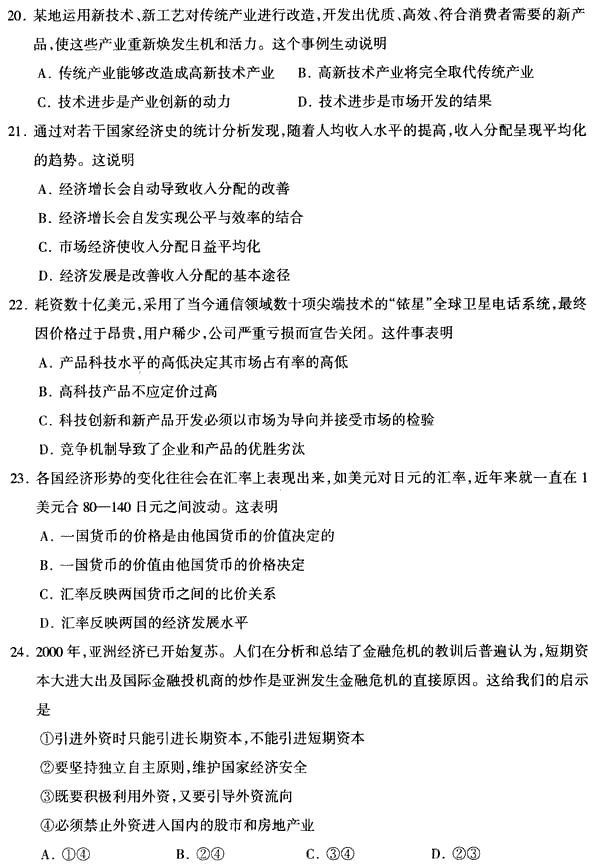 20. 某地运用新技术、新工艺对传统产业进行改造,开发出优质、高效、符合消费者需要的新产
品,使这些产业重新焕发生机和活力。这个事例生动说明
A. 传统产业能够改造成高新技术产业 B. 高新技术产业将完全取代传统产业
C. 技术进步是产业创新的动力 D. 技术进步是市场开发的结果
21. 通过对若干国家经济史的统计分析发现,随着人均收入水平的提高,收入分配呈现平均化
的趋势。这说明
A. 经济增长会自动导致收入分配的改善
B. 经济增长会自发实现公平与效率的结合
C. 市场经济使收入分配日益平均化
D. 经济发展是改善收入分配的基本途径
22. 耗资数十亿美元,采用了当今通信领域数十项尖端技术的“铱星”全球卫星电话系统,最终
因价格过于昂贵,用户稀少,公司严重亏损而宣告关闭。这件事表明
A. 产品科技水平的高低决定其市场占有率的高低
B. 高科技产品不应定价过高
C. 科技创新和新产品开发必须以市场为导向并接受市场的检验
D. 竞争机制导致了企业和产品的优胜劣汰
23. 各国经济形势的变化往往会在汇率上表现出来,如美元对日元的汇率,近年来就一直在1
美元合80—140日元之间波动。这表明
A. 一国货币的价格是由他国货币的价值决定的
B. 一国货币的价值由他国货币的价格决定
C. 汇率反映两国货币之间的比价关系
D. 汇率反映两国的经济发展水平
24. 2000年,亚洲经济已开始复苏。人们在分析和总结了金融危机的教训后普遍认为,短期资
本大进大出及国际金融投机商的炒作是亚洲发生金融危机的直接原因。这给我们的启示
是
①引进外资时只能引进长期资本,不能引进短期资本
②要坚持独立自主原则,维护国家经济安全
③既要积极利用外资,又要引导外资流向
④必须禁止外资进入国内的股市和房地产业
A. ①④ B. ②④ C. ③④ D. ②③